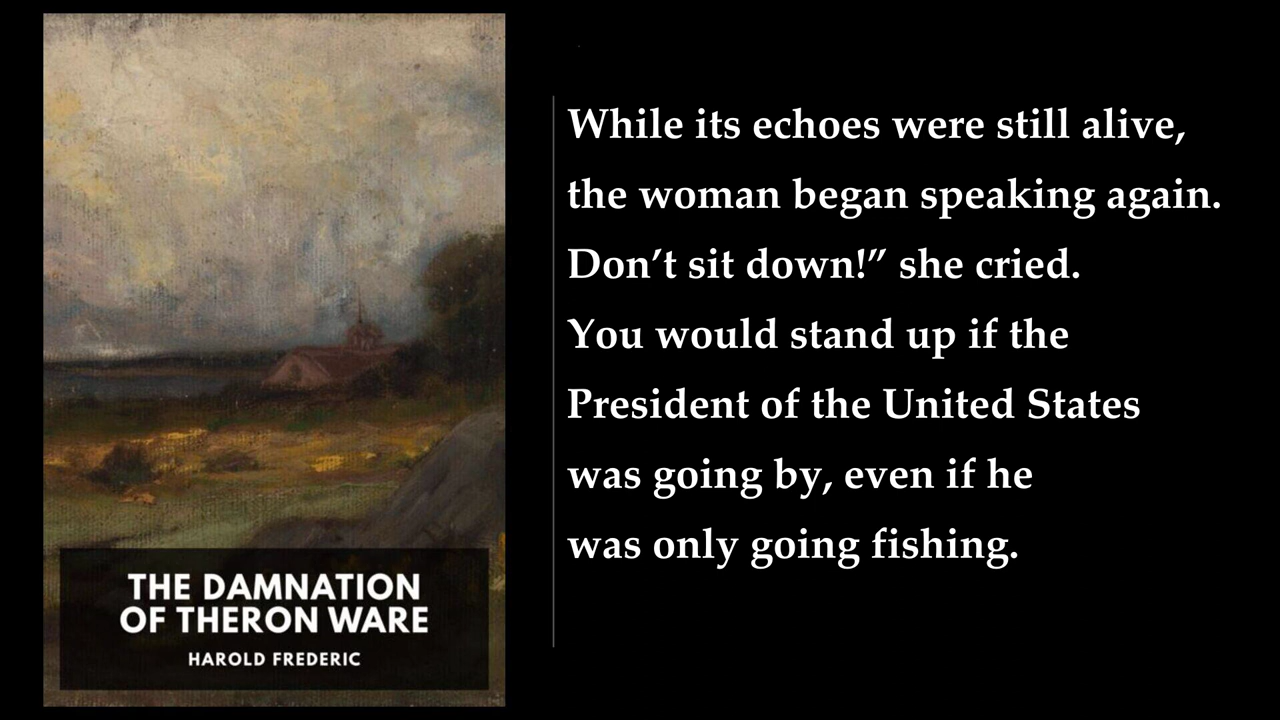 THE DAMNATION
OF THERON WARE
HAROLD FREDERIC
While its echoes were still alive,
the woman began speaking again.
Don’t sit down!” she cried.
You would stand up if the
President of the United States
was going by, even if he
was only going fishing.